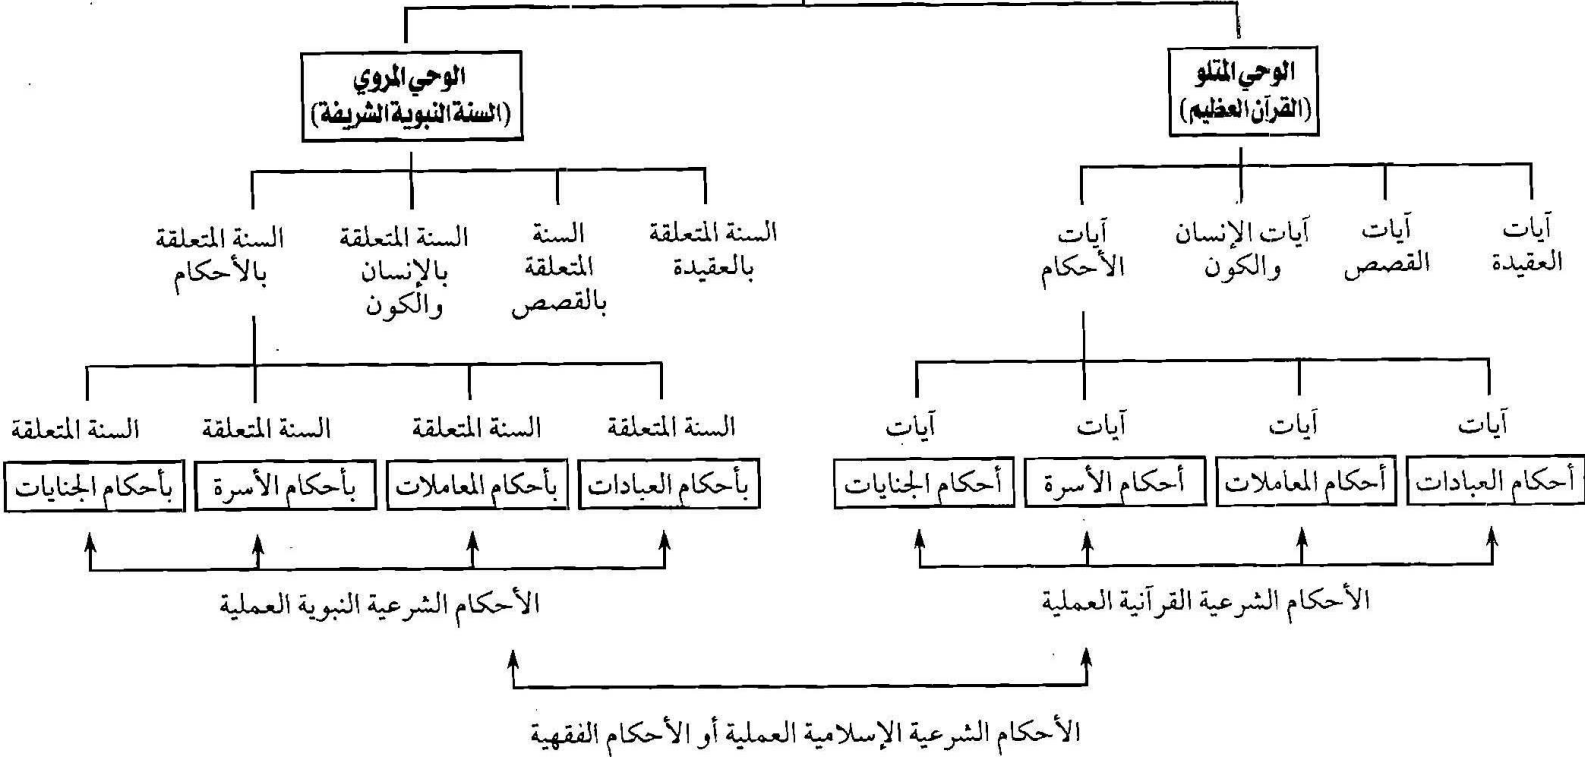 الوحي المتلو
(القرآن العظيم)
الوحي المروي
(السنة النبوية الشريفة)
آيات
العقيدة
آيات
القصص
آيات الإنسان
والكون
آيات
الأحكام
السنة المتعلقة
بالعقيدة
السنة
المتعلقة
بالقصص
السنة المتعلقة
بالإنسان
والكون
السنة المتعلقة
بالأحكام
آيات
أحكام العبادات
آيات
أحكام المعاملات
آيات
أحكام الأسرة
آيات
أحكام الجنايات
السنة المتعلقة
بأحكام العبادات
السنة المتعلقة
بأحكام المعاملات
السنة المتعلقة
بأحكام الأسرة
السنة المتعلقة
بأحكام الجنايات
الأحكام الشرعية القرآنية العملية
الأحكام الشرعية النبوية العملية
الأحكام الشرعية الإسلامية العملية أو الأحكام الفقهية